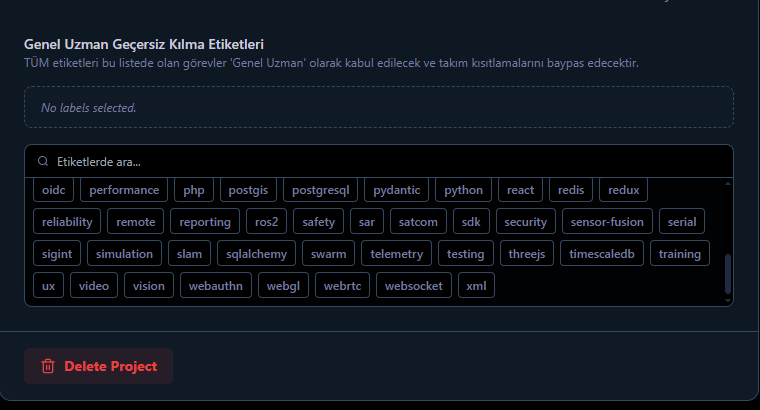 Genel Uzman Geçersiz Kılma Etiketleri
TÜM etiketleri bu listede olan görevler 'Genel Uzman' olarak kabul edilecek ve takım kısıtlamalarını baypas edecektir.
No labels selected.
Etiketlerde ara...
oidc performance php postgis postgresql pydantic python react redis redux
reliability remote reporting ros2 safety sar satcom sdk security sensor-fusion serial
sigint simulation slam sqlalchemy swarm telemetry testing threejs timescaledb training
ux video vision webauthn webgl webrtc websocket xml
Delete Project